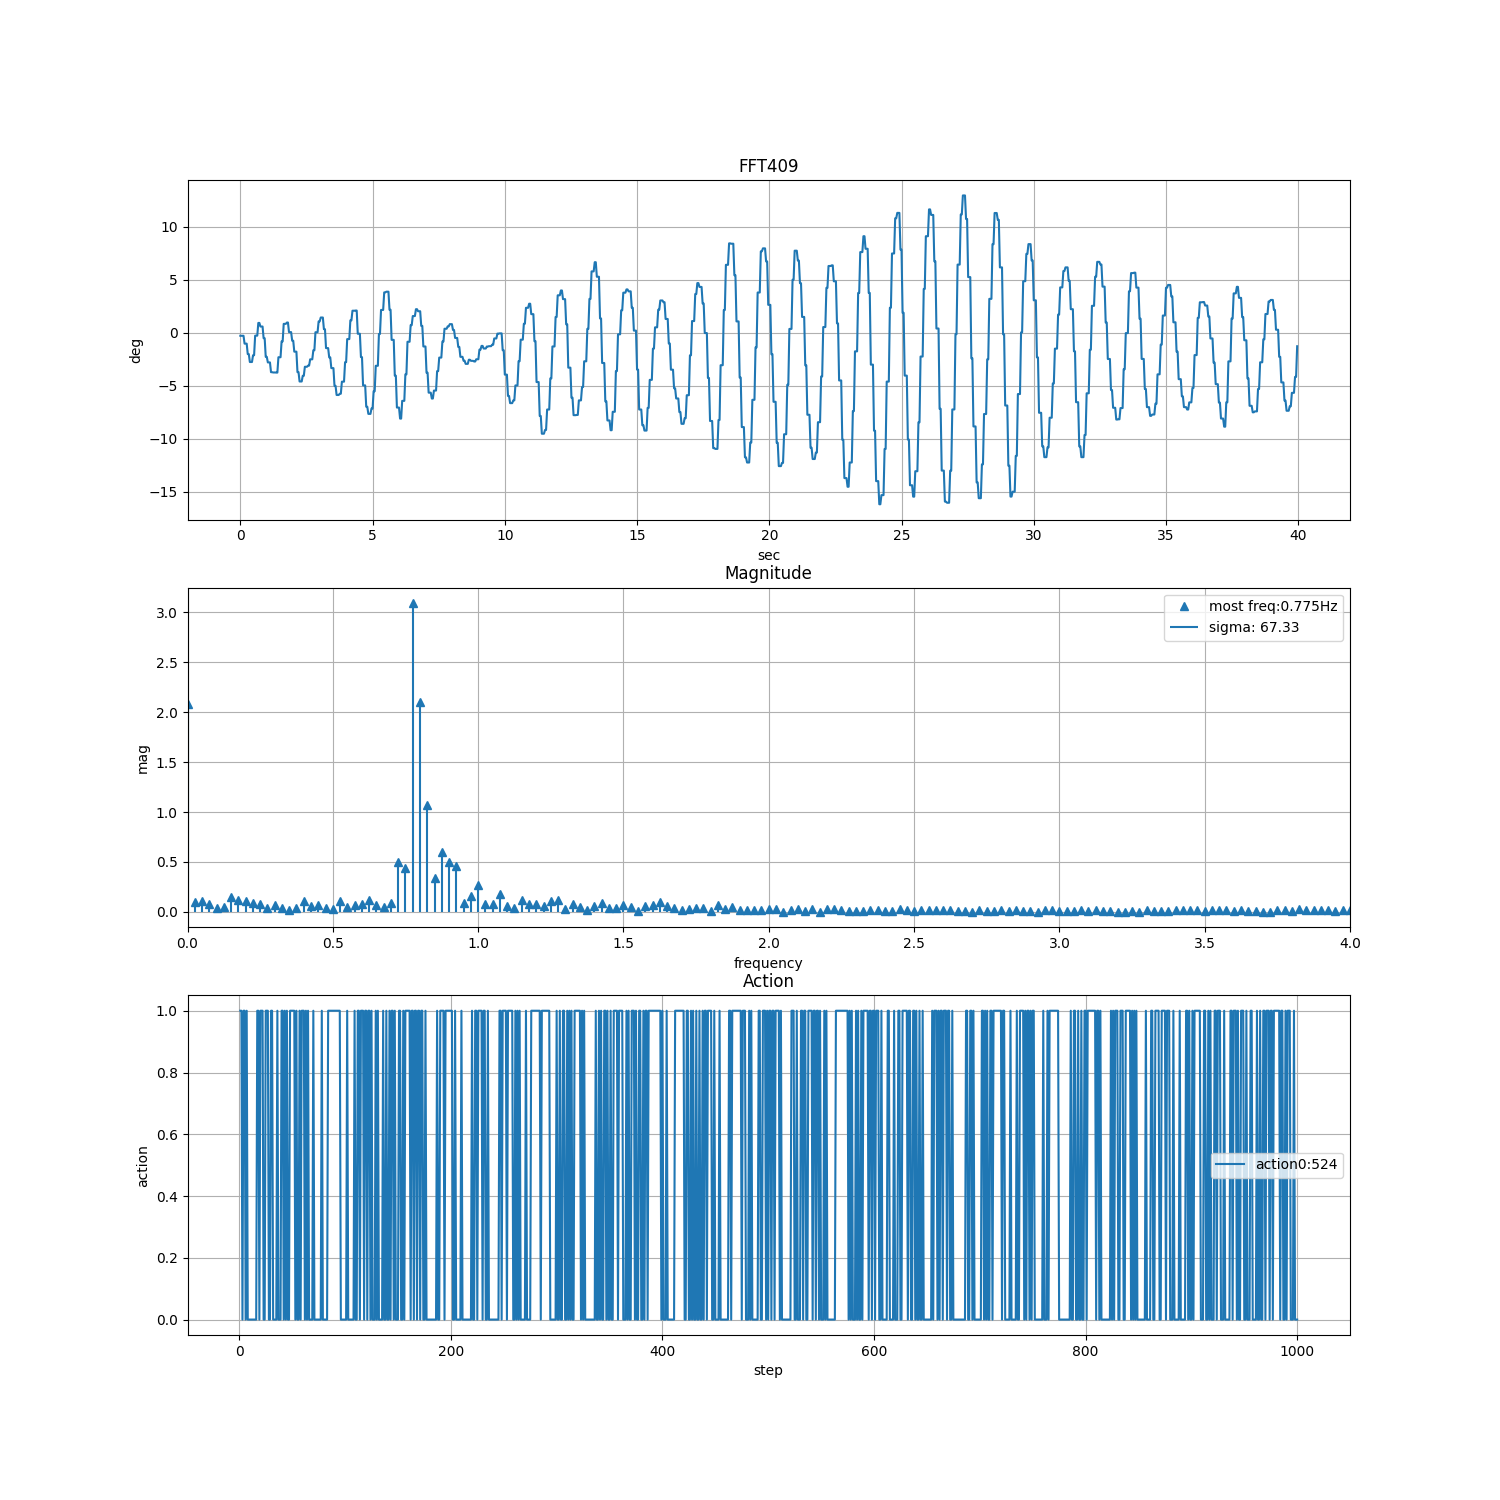 FFT409
10
5
0
−5
−10
−15
deg
0 5 10 15 20 25 30 35 40
sec
Magnitude
most freq:0.775Hz
sigma: 67.33
3.0
2.5
2.0
1.5
1.0
0.5
0.0
mag
0.0 0.5 1.0 1.5 2.0 2.5 3.0 3.5 4.0
frequency
Action
1.0
0.8
0.6
0.4
0.2
0.0
action
action0:524
0 200 400 600 800 1000
step